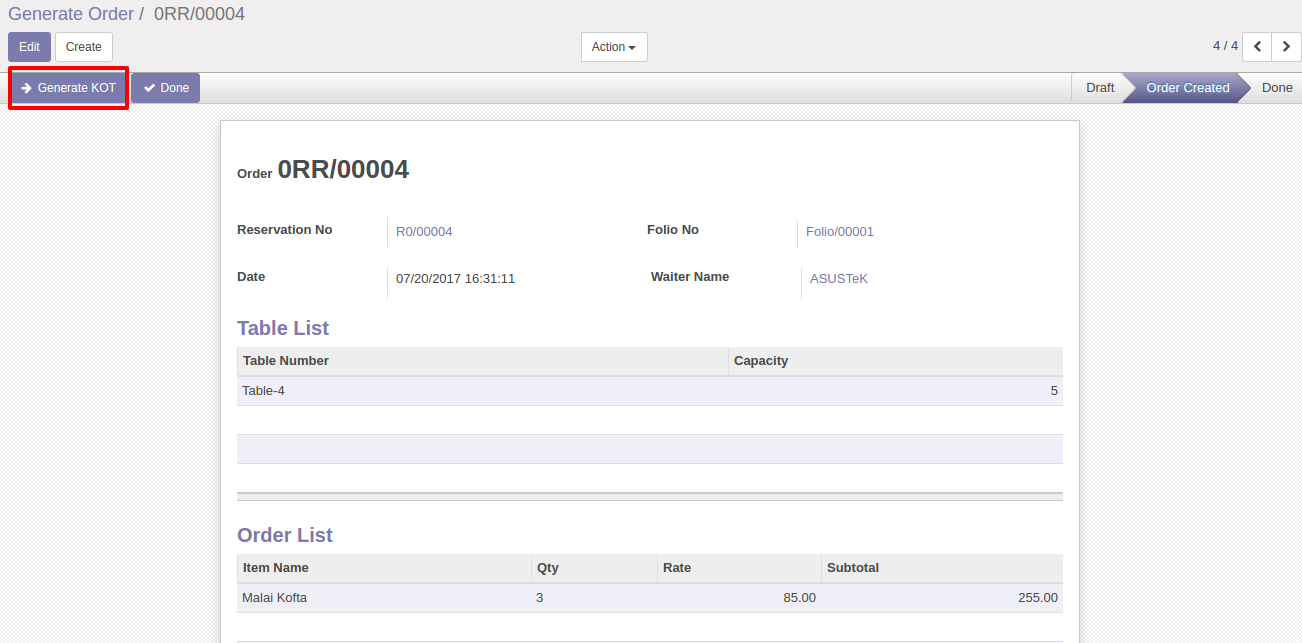 Generate Order / 0RR/00004
Edit Create Action 4 / 4
Generate KOT Done Draft Order Created Done
Order 0RR/00004
Reservation No R0/00004 Folio No Folio/00001
Date 07/20/2017 16:31:11 Waiter Name ASUSTeK
Table List
Table Number Capacity
Table-4 5
Order List
Item Name Qty Rate Subtotal
Malai Kofta 3 85.00 255.00